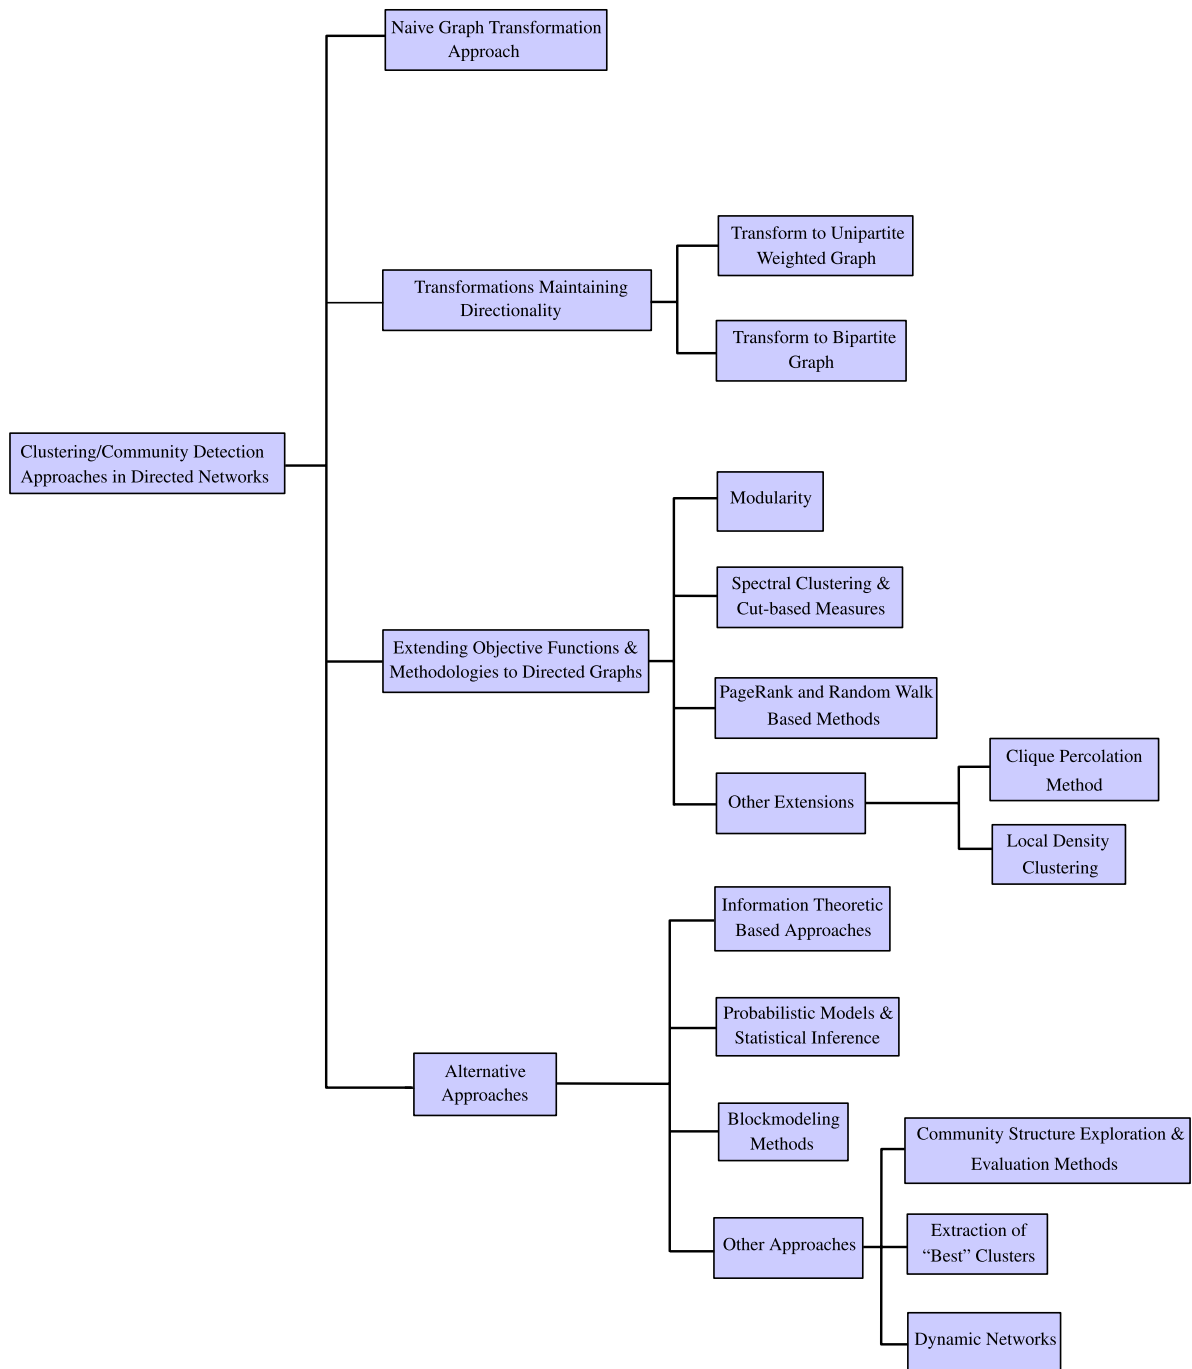 Naive Graph Transformation
Approach
Transform to Unipartite
Weighted Graph
Transformations Maintaining
Directionality
Transform to Bipartite
Graph
Clustering/Community Detection
Approaches in Directed Networks
Modularity
Spectral Clustering &
Cut-based Measures
Extending Objective Functions &
Methodologies to Directed Graphs
PageRank and Random Walk
Based Methods
Other Extensions
Clique Percolation
Method
Local Density
Clustering
Information Theoretic
Based Approaches
Probabilistic Models &
Statistical Inference
Alternative
Approaches
Blockmodeling
Methods
Community Structure Exploration &
Evaluation Methods
Other Approaches
Extraction of
“Best” Clusters
Dynamic Networks